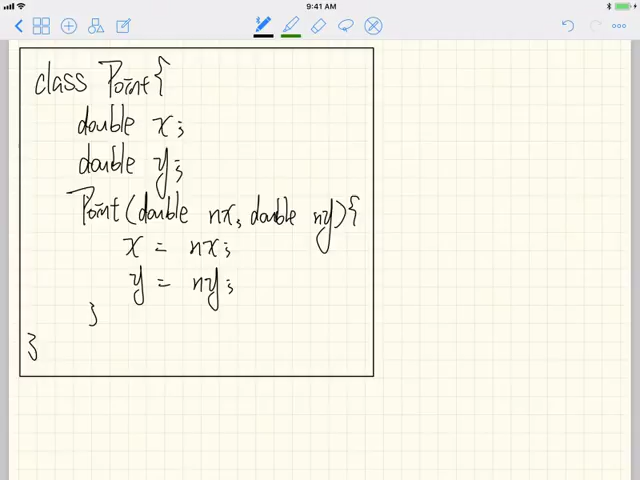 9:41 AM
class Point{
double x;
double y;
Point(double nx, double ny){
x = nx;
y = ny;
}
}